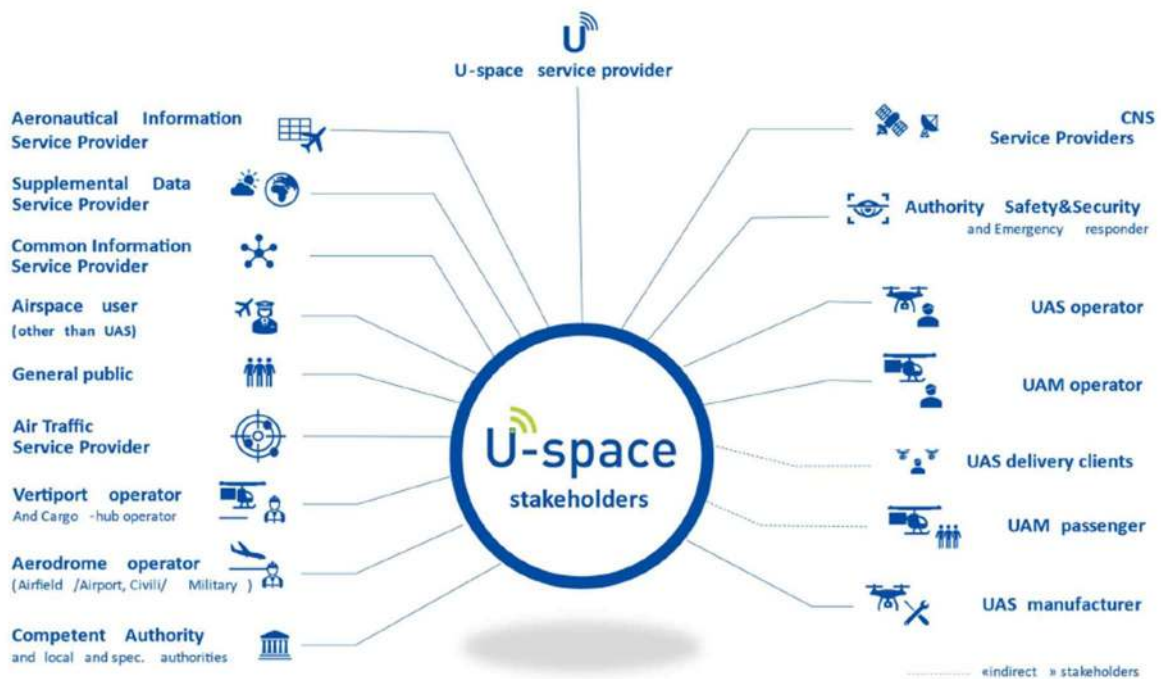 U
U-space service provider
Aeronautical Information
Service Provider
Supplemental Data
Service Provider
Common Information
Service Provider
Airspace user
(other than UAS)
General public
Air Traffic
Service Provider
Vertiport operator
And Cargo -hub operator
Aerodrome operator
(Airfield /Airport, Civili/ Military )
Competent Authority
and local and spec. authorities
U-space
stakeholders
CNS
Service Providers
Authority Safety&Security
and Emergency responder
UAS operator
UAM operator
UAS delivery clients
UAM passenger
UAS manufacturer
«indirect » stakeholders